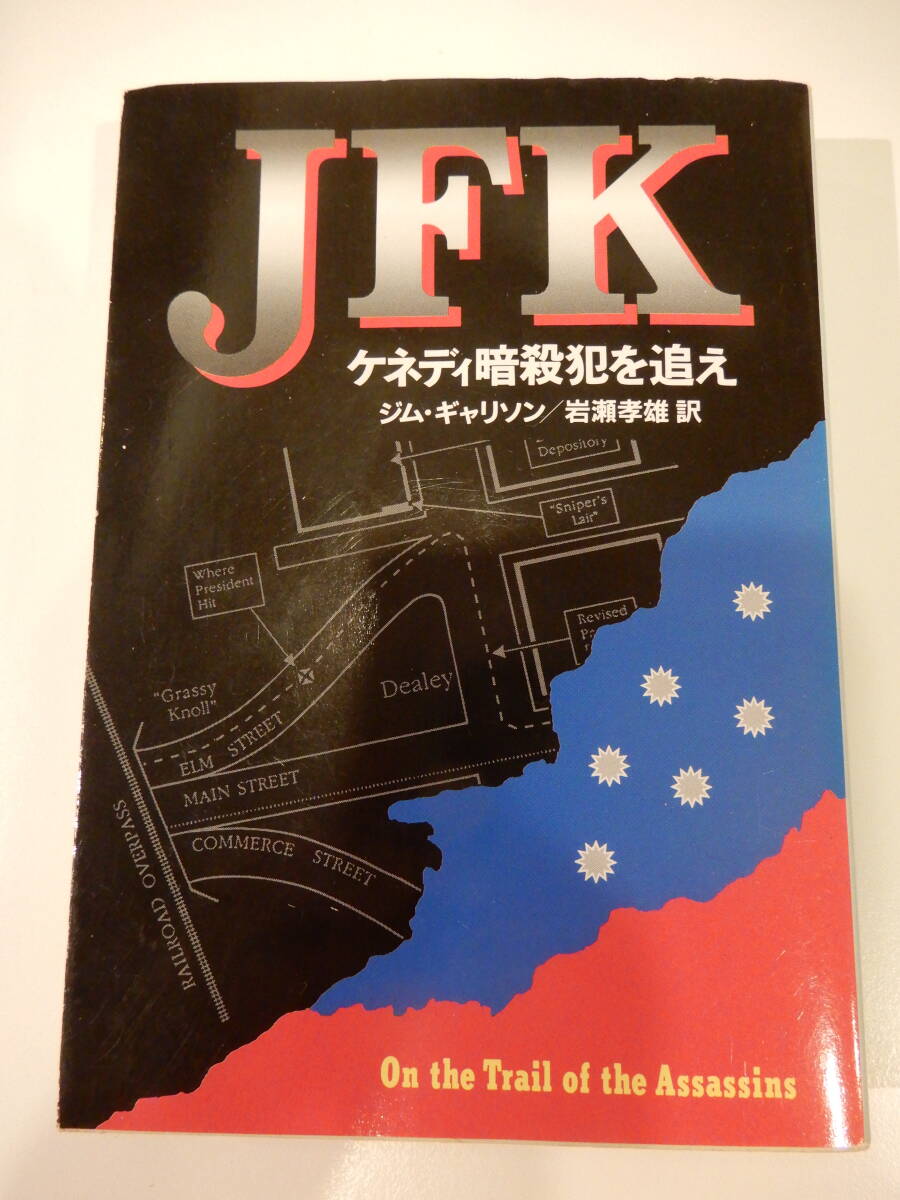 JFK
ケネディ暗殺犯を追え
ジム・ギャリソン/岩瀬孝雄 訳
Depository
"Sniper's
Lair"
Where
President
Hit
Revised
"Grassy
Knoll"
Dealey
ELM STREET
MAIN STREET
COMMERCE STREET
RAILROAD OVERPASS
On the Trail of the Assassins